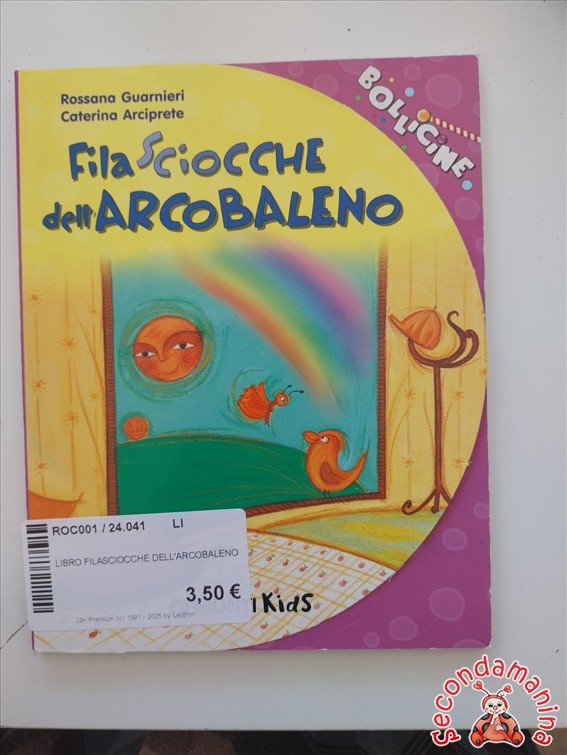 Rossana Guarnieri
Caterina Arciprete
BOLLICINE
FilaSCIOCCHE
dell'ARCOBALENO
ROC001 / 24.041 LI
LIBRO FILASCIOCCHE DELL'ARCOBALENO
3,50 €
J2K Premium (c) 1991 - 2025 by Lectron
Kids
secondamanina